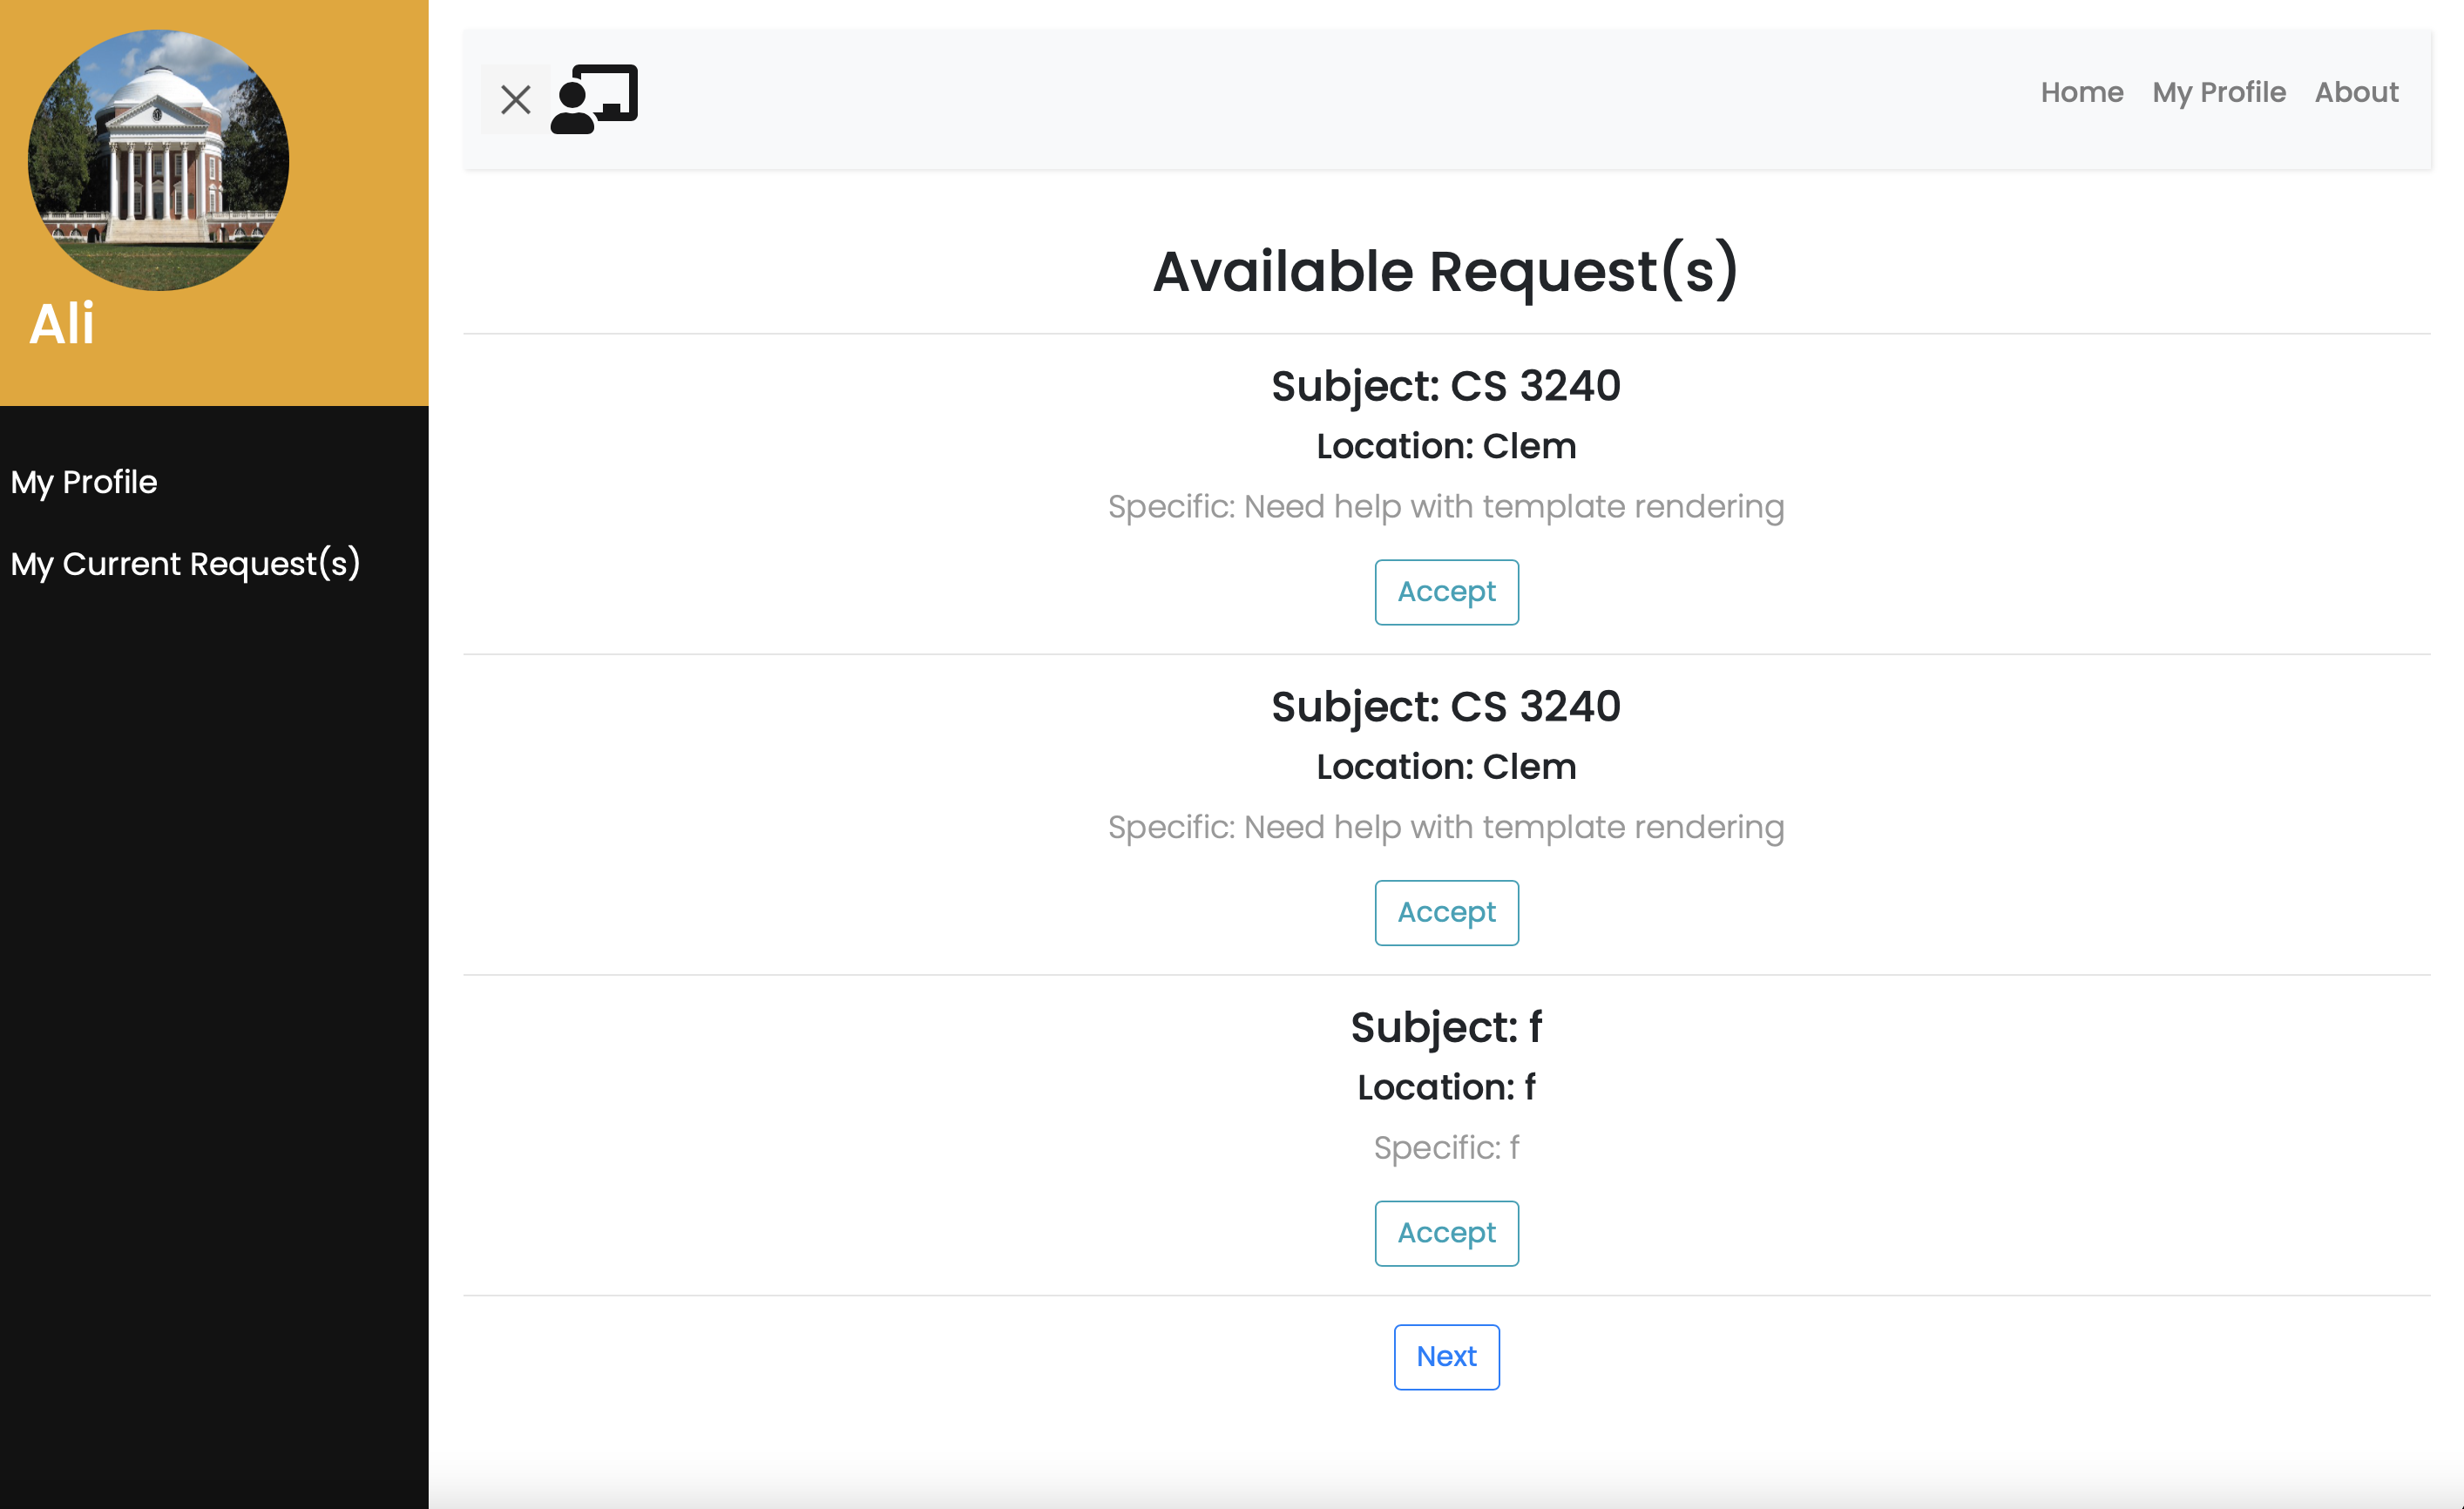 Ali
My Profile
My Current Request(s)
Home My Profile About
Available Request(s)
Subject: CS 3240
Location: Clem
Specific: Need help with template rendering
Accept
Subject: CS 3240
Location: Clem
Specific: Need help with template rendering
Accept
Subject: f
Location: f
Specific: f
Accept
Next